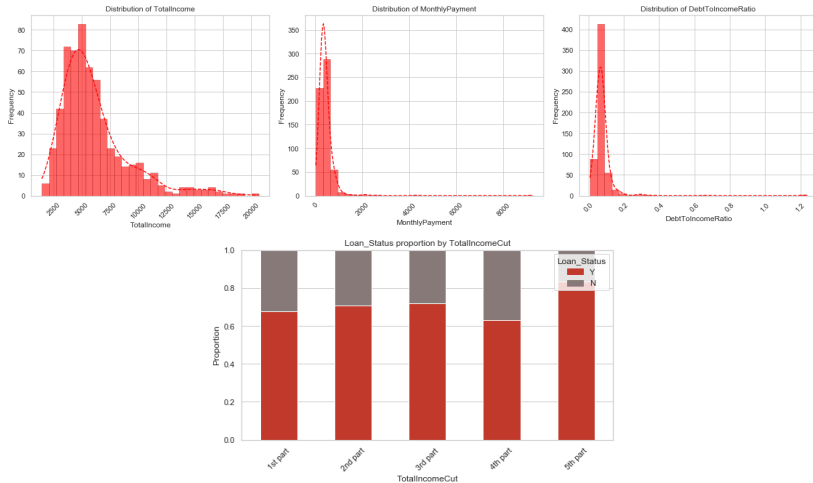 Distribution of TotalIncome
Frequency
80
70
60
50
40
30
20
10
0
2500
5000
7500
10000
12500
15000
17500
20000
TotalIncome
Distribution of MonthlyPayment
Frequency
350
300
250
200
150
100
50
0
0
2000
4000
6000
8000
MonthlyPayment
Distribution of DebtToIncomeRatio
Frequency
400
350
300
250
200
150
100
50
0
0.0
0.2
0.4
0.6
0.8
1.0
1.2
DebtToIncomeRatio
Loan_Status proportion by TotalIncomeCut
Proportion
1.0
0.8
0.6
0.4
0.2
0.0
Loan_Status
Y
N
1st part
2nd part
3rd part
4th part
5th part
TotalIncomeCut